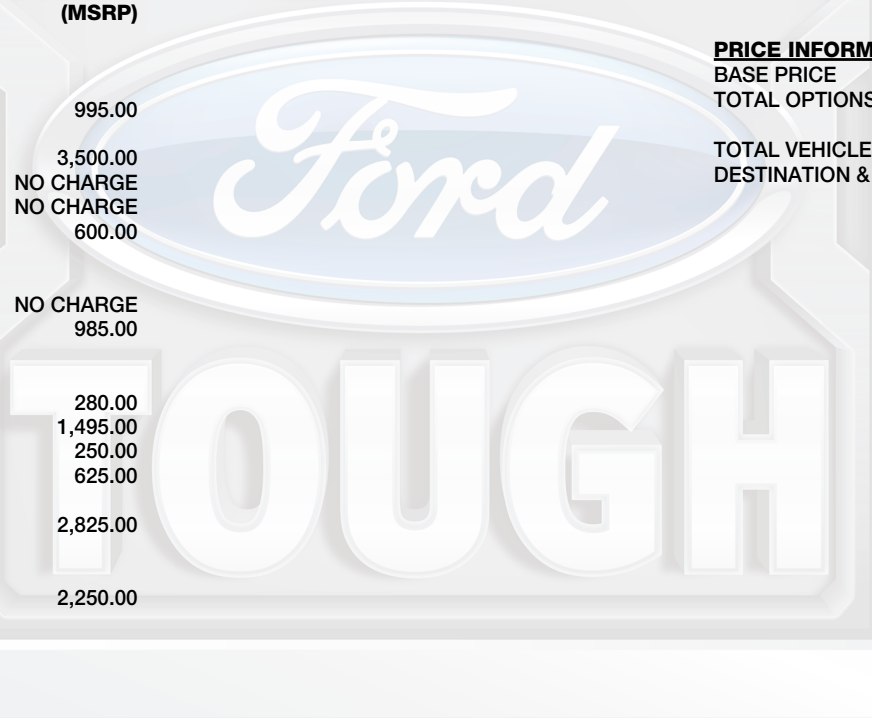 (MSRP)
995.00
3,500.00
NO CHARGE
NO CHARGE
600.00
NO CHARGE
985.00
280.00
1,495.00
250.00
625.00
2,825.00
2,250.00
PRICE INFORM
BASE PRICE
TOTAL OPTIONS
TOTAL VEHICLE
DESTINATION &
Ford
TOUGH